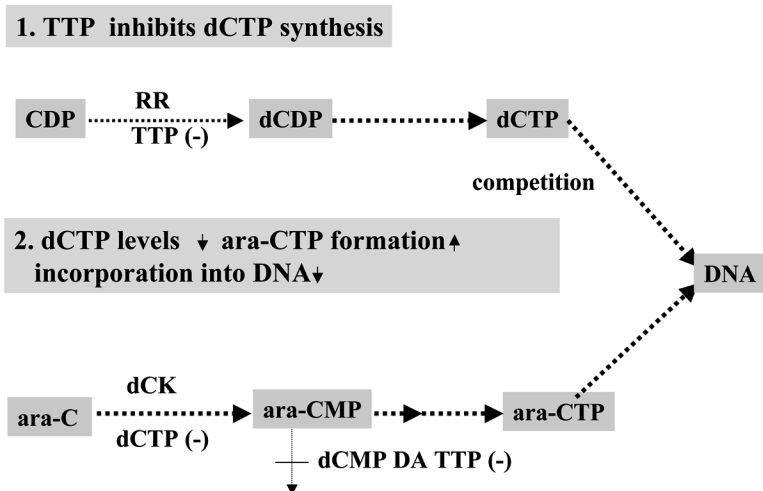 1. TTP inhibits dCTP synthesis
RR
CDP
dCDP
dCTP
TTP (-)
competition
2. dCTP levels ↓ ara-CTP formation↑
incorporation into DNA↓
DNA
dCK
ara-C
ara-CMP
ara-CTP
dCTP (-)
dCMP DA TTP (-)